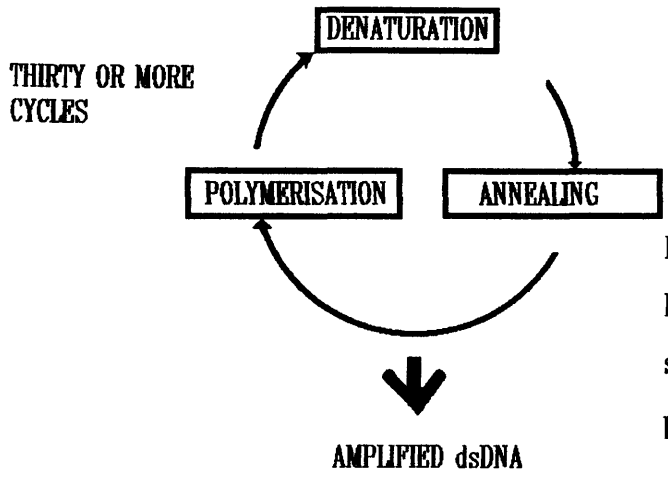 DENATURATION
THIRTY OR MORE
CYCLES
POLYMERISATION
ANNEALING
AMPLIFIED dsDNA